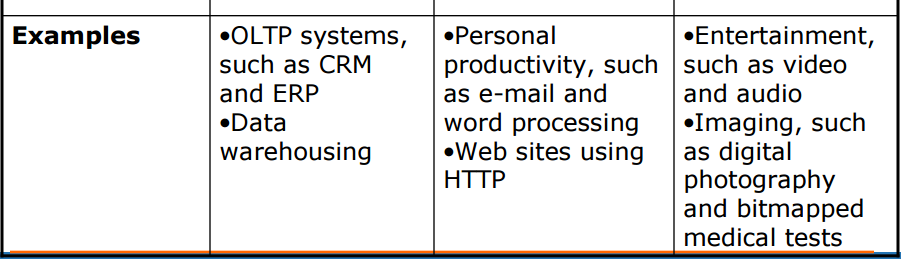 Examples
•OLTP systems,
such as CRM
and ERP
•Data
warehousing
•Personal
productivity, such
as e-mail and
word processing
•Web sites using
HTTP
•Entertainment,
such as video
and audio
•Imaging, such
as digital
photography
and bitmapped
medical tests